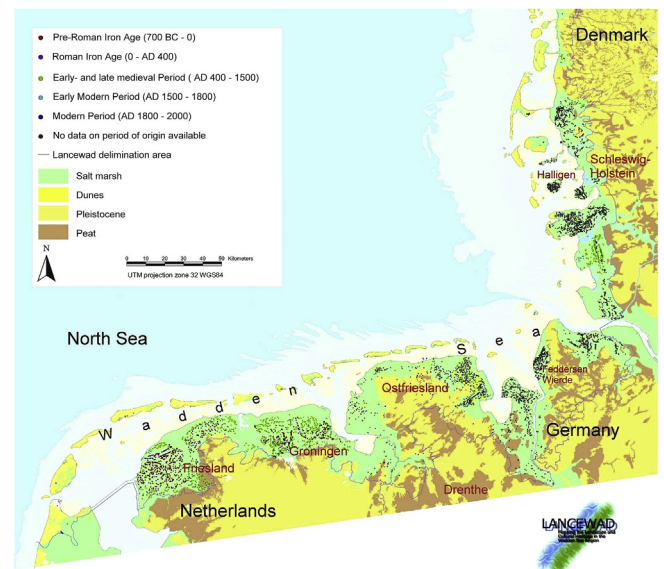 Pre-Roman Iron Age (700 BC - 0)
Roman Iron Age (0 - AD 400)
Early- and late medieval Period ( AD 400 - 1500)
Early Modern Period (AD 1500 - 1800)
Modern Period (AD 1800 - 2000)
No data on period of origin available
Lancewad delimination area
Salt marsh
Dunes
Pleistocene
Peat
N
0 10 20 30 40 50 Kilometers
UTM projection zone 32 WGS84
Denmark
Schleswig-
Holstein
Halligen
North Sea
Wadden Sea
Feddersen
Wierde
Ostfriesland
Germany
Groningen
Friesland
Drenthe
Netherlands
LANCEWAD